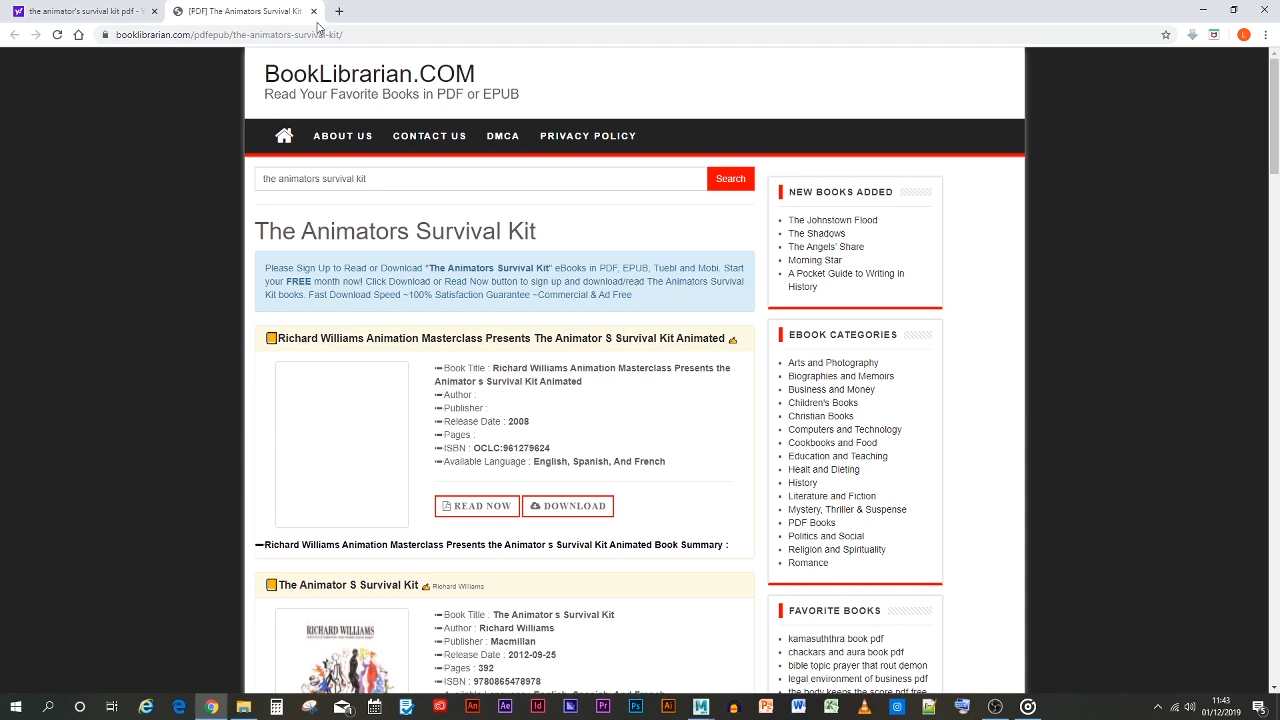 the animator's survival kit pdf - Y
[PDF] The Animators Survival Kit
booklibrarian.com/pdfepub/the-animators-survival-kit/
L
BookLibrarian.COM
Read Your Favorite Books in PDF or EPUB
ABOUT US
CONTACT US
DMCA
PRIVACY POLICY
the animators survival kit
Search
The Animators Survival Kit
Please Sign Up to Read or Download "The Animators Survival Kit" eBooks in PDF, EPUB, Tuebl and Mobi. Start
your FREE month now! Click Download or Read Now button to sign up and download/read The Animators Survival
Kit books. Fast Download Speed ~100% Satisfaction Guarantee ~Commercial & Ad Free
Richard Williams Animation Masterclass Presents The Animator S Survival Kit Animated
Book Title : Richard Williams Animation Masterclass Presents the
Animator s Survival Kit Animated
Author :
Publisher :
Release Date : 2008
Pages :
ISBN : OCLC:961279624
Available Language : English, Spanish, And French
READ NOW
DOWNLOAD
Richard Williams Animation Masterclass Presents the Animator s Survival Kit Animated Book Summary :
The Animator S Survival Kit Richard Williams
RICHARD WILLIAMS
Book Title : The Animator s Survival Kit
Author : Richard Williams
Publisher : Macmillan
Release Date : 2012-09-25
Pages : 392
ISBN : 9780865478978
Available Language : English, Spanish, And French
NEW BOOKS ADDED
The Johnstown Flood
The Shadows
The Angels' Share
Morning Star
A Pocket Guide to Writing in
History
EBOOK CATEGORIES
Arts and Photography
Biographies and Memoirs
Business and Money
Children's Books
Christian Books
Computers and Technology
Cookbooks and Food
Education and Teaching
Healt and Dieting
History
Literature and Fiction
Mystery, Thriller & Suspense
PDF Books
Politics and Social
Religion and Spirituality
Romance
FAVORITE BOOKS
kamasuththra book pdf
chackars and aura book pdf
bible topic prayer that rout demon
legal environment of business pdf
the body keeps the score pdf free
An
Ae
Id
Pr
Ps
Ai
11:43
01/12/2019